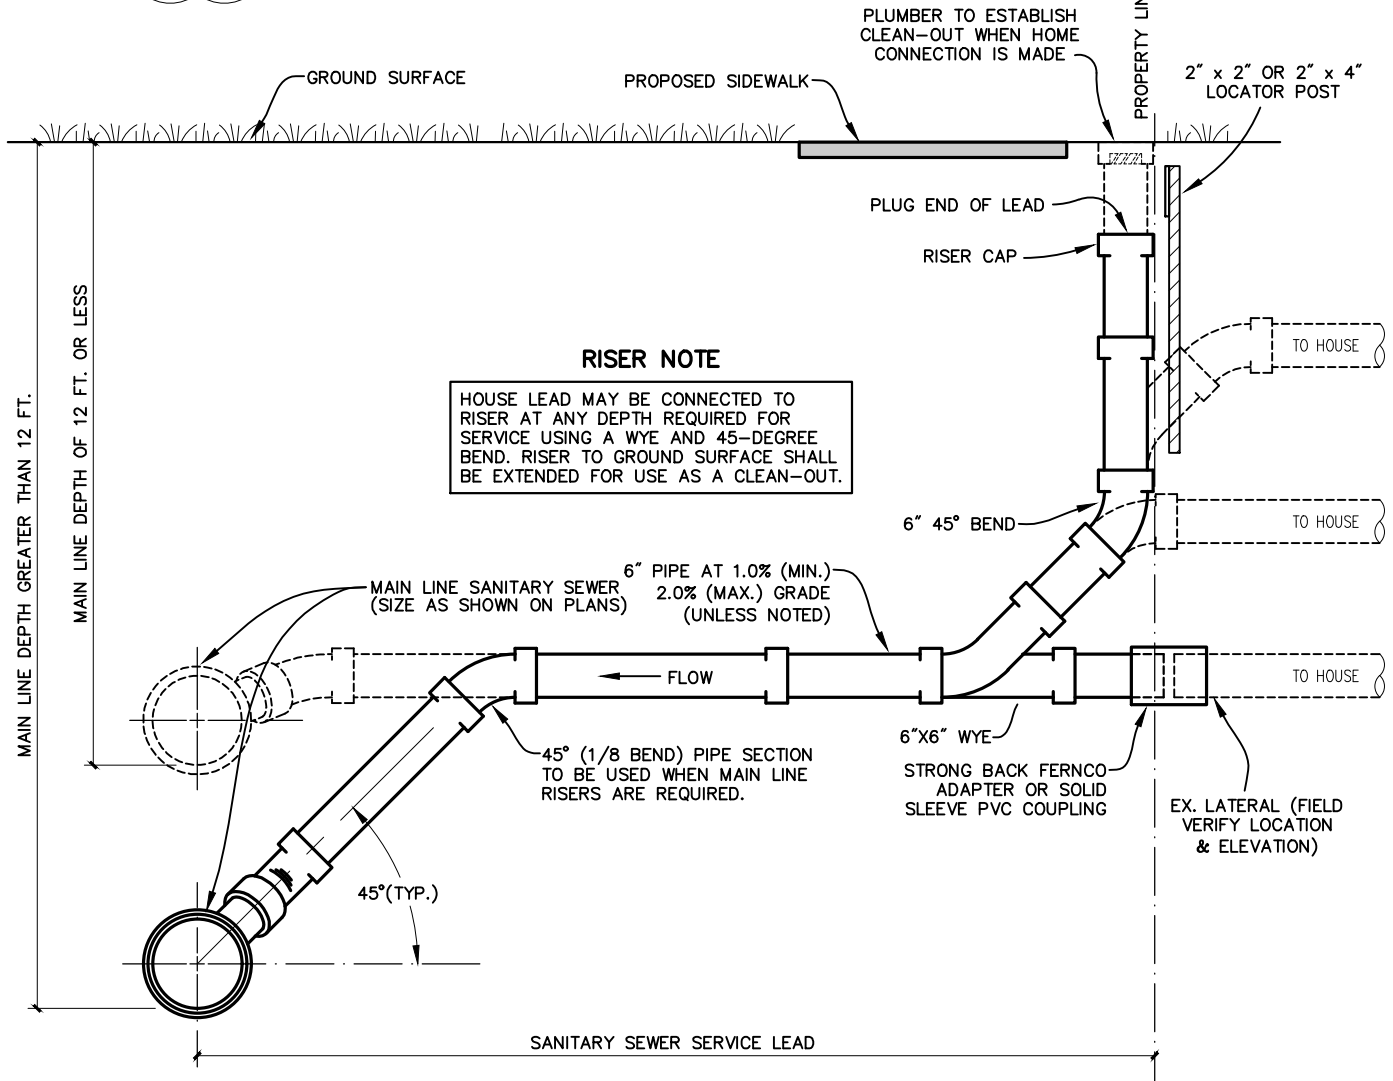 PLUMBER TO ESTABLISH
CLEAN-OUT WHEN HOME
CONNECTION IS MADE
PROPERTY
2" x 2" OR 2" x 4"
LOCATOR POST
GROUND SURFACE
PROPOSED SIDEWALK
PLUG END OF LEAD
RISER CAP
TO HOUSE
RISER NOTE
HOUSE LEAD MAY BE CONNECTED TO
RISER AT ANY DEPTH REQUIRED FOR
SERVICE USING A WYE AND 45-DEGREE
BEND. RISER TO GROUND SURFACE SHALL
BE EXTENDED FOR USE AS A CLEAN-OUT.
MAIN LINE DEPTH GREATER THAN 12 FT.
MAIN LINE DEPTH OF 12 FT. OR LESS
6" 45° BEND
TO HOUSE
MAIN LINE SANITARY SEWER
(SIZE AS SHOWN ON PLANS)
6" PIPE AT 1.0% (MIN.)
2.0% (MAX.) GRADE
(UNLESS NOTED)
FLOW
TO HOUSE
6"X6" WYE
45° (1/8 BEND) PIPE SECTION
TO BE USED WHEN MAIN LINE
RISERS ARE REQUIRED.
STRONG BACK FERNCO
ADAPTER OR SOLID
SLEEVE PVC COUPLING
EX. LATERAL (FIELD
VERIFY LOCATION
& ELEVATION)
45°(TYP.)
SANITARY SEWER SERVICE LEAD